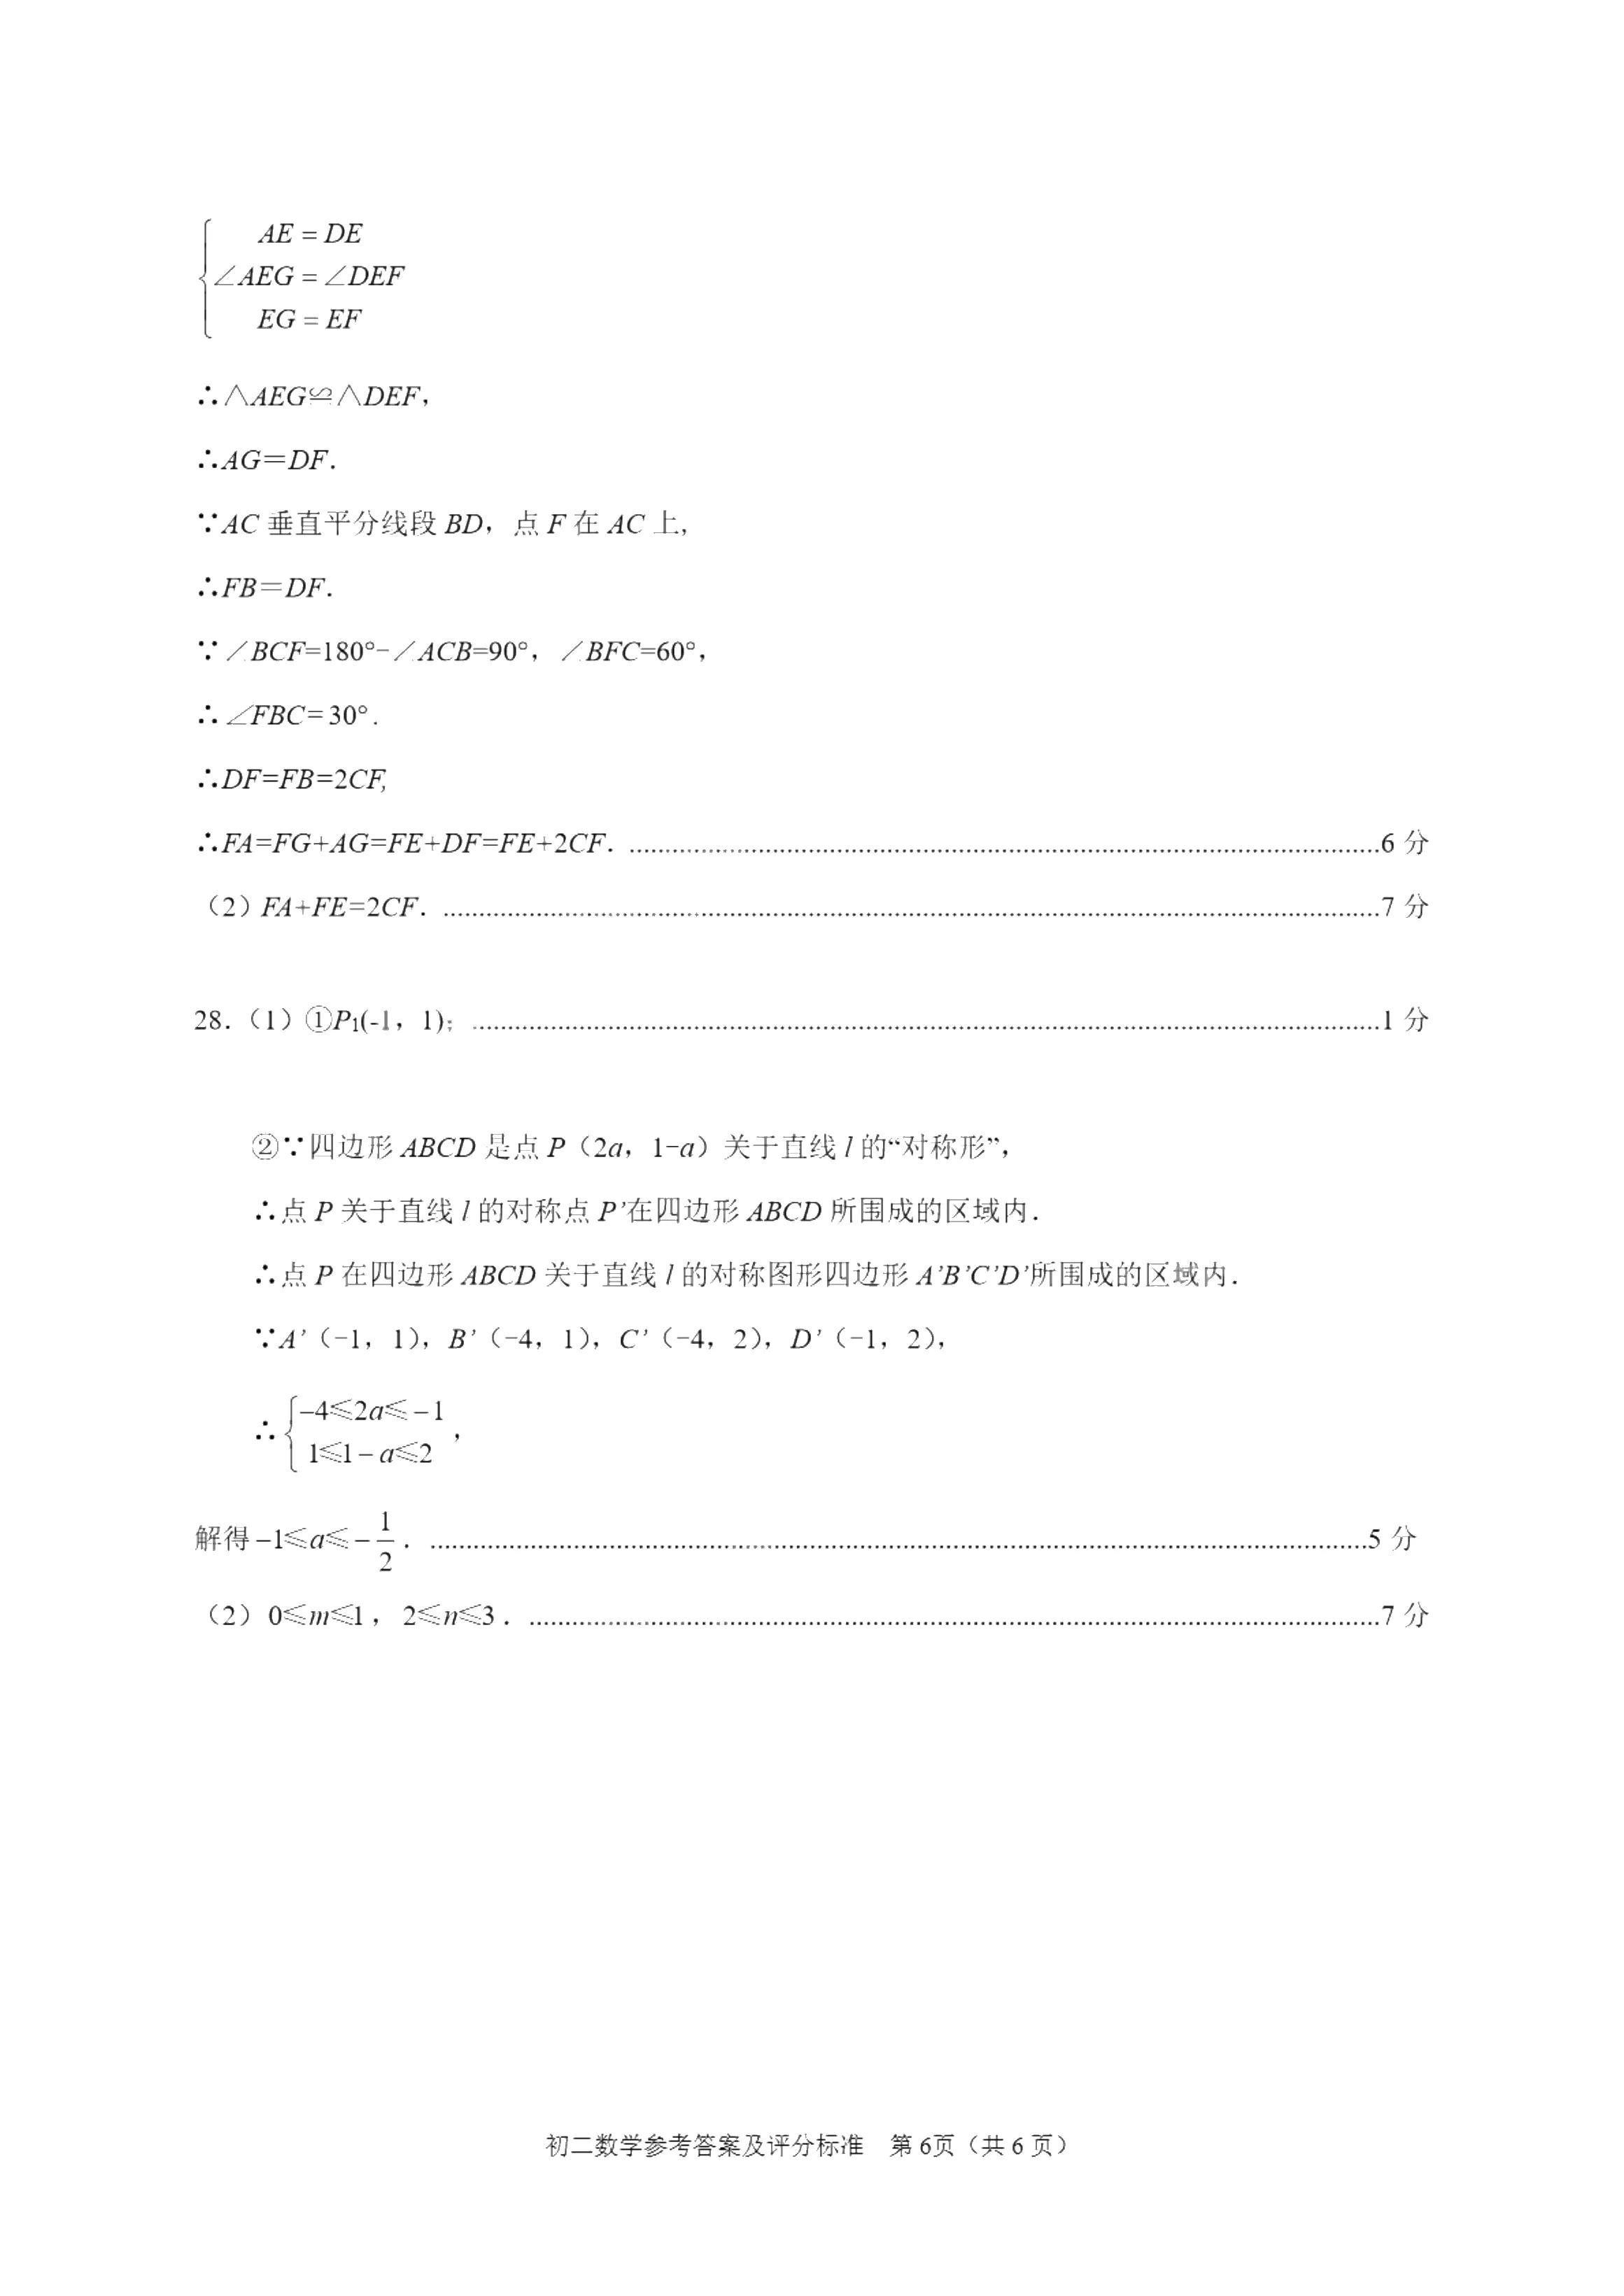 AE = DE
∠AEG = ∠DEF
EG = EF
∴△AEG≌△DEF,
∴AG=DF.
∵AC 垂直平分线段 BD，点 F 在 AC 上,
∴FB=DF.
∵∠BCF=180°-∠ACB=90°，∠BFC=60°，
∴∠FBC=30°.
∴DF=FB=2CF,
∴FA=FG+AG=FE+DF=FE+2CF. ........................................6 分
（2）FA+FE=2CF. ........................................7 分
28.（1）①P₁(-1，1)； ........................................1 分
②∵四边形 ABCD 是点 P（2a，1-a）关于直线 l 的“对称形”，
∴点 P 关于直线 l 的对称点 P’在四边形 ABCD 所围成的区域内.
∴点 P 在四边形 ABCD 关于直线 l 的对称图形四边形 A’B’C’D’所围成的区域内.
∵A’（-1，1），B’（-4，1），C’（-4，2），D’（-1，2），
∴{−4≤2a≤−1
1≤1−a≤2，
解得−1≤a≤−1/2. ........................................5 分
（2）0≤m≤1，2≤n≤3. ........................................7 分
初二数学参考答案及评分标准 第 6页（共 6 页）